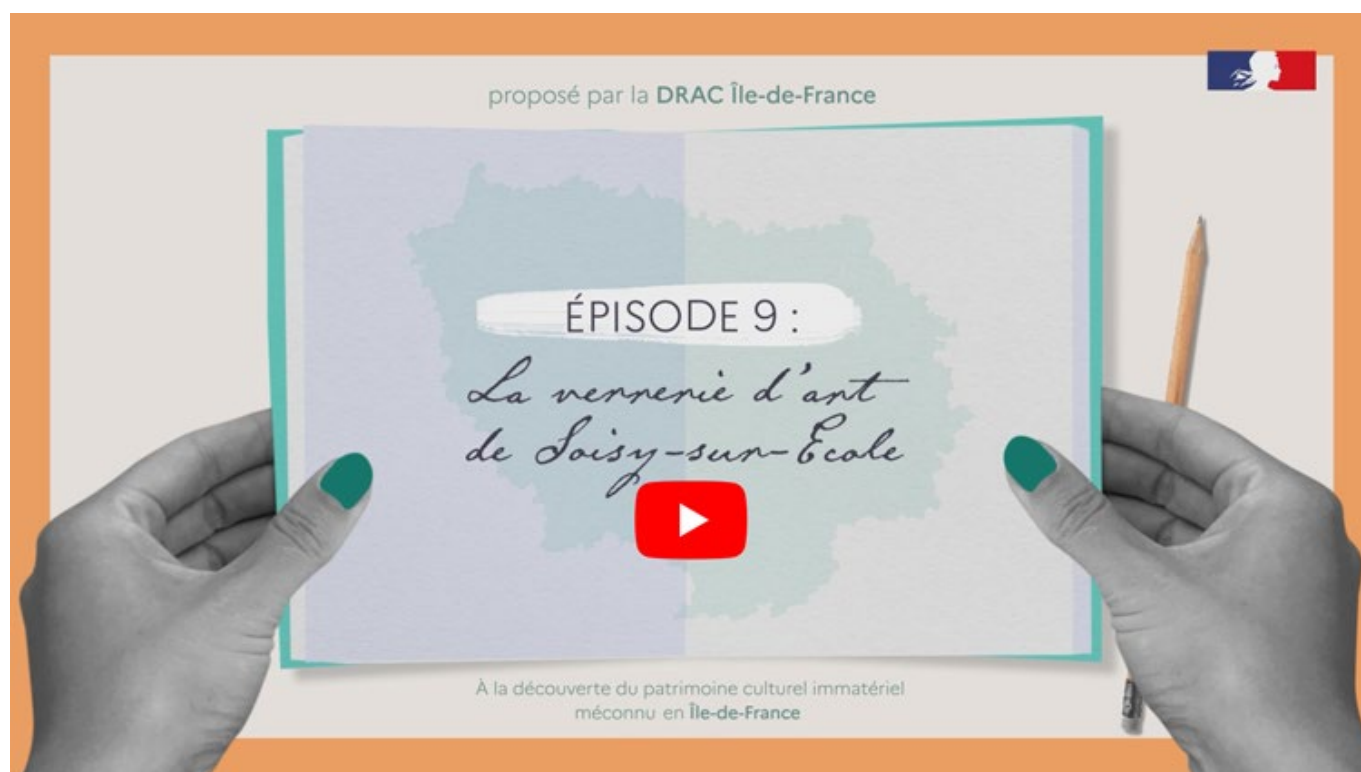 proposé par la DRAC Île-de-France
ÉPISODE 9 :
La verrerie d'art
de Soisy-sur-École
À la découverte du patrimoine culturel immatériel
méconnu en Île-de-France